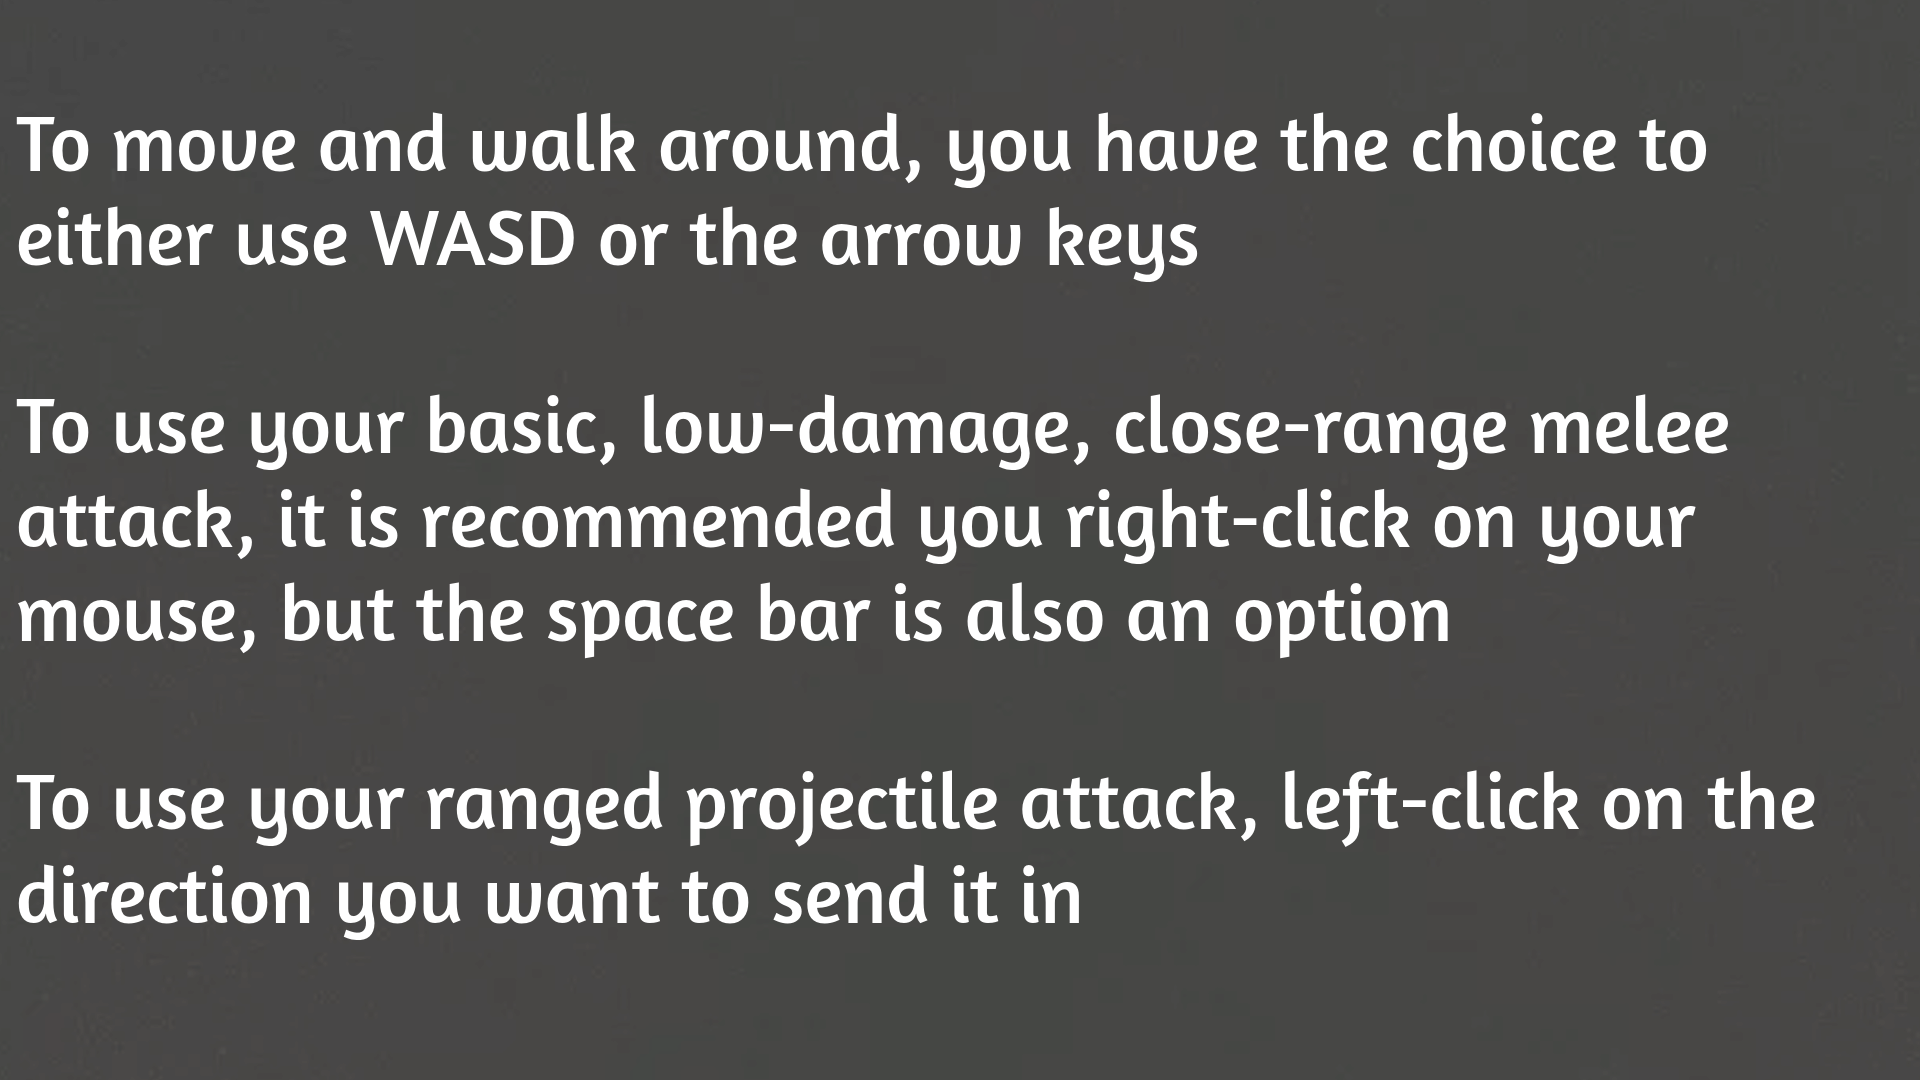 To move and walk around, you have the choice to
either use WASD or the arrow keys
To use your basic, low-damage, close-range melee
attack, it is recommended you right-click on your
mouse, but the space bar is also an option
To use your ranged projectile attack, left-click on the
direction you want to send it in